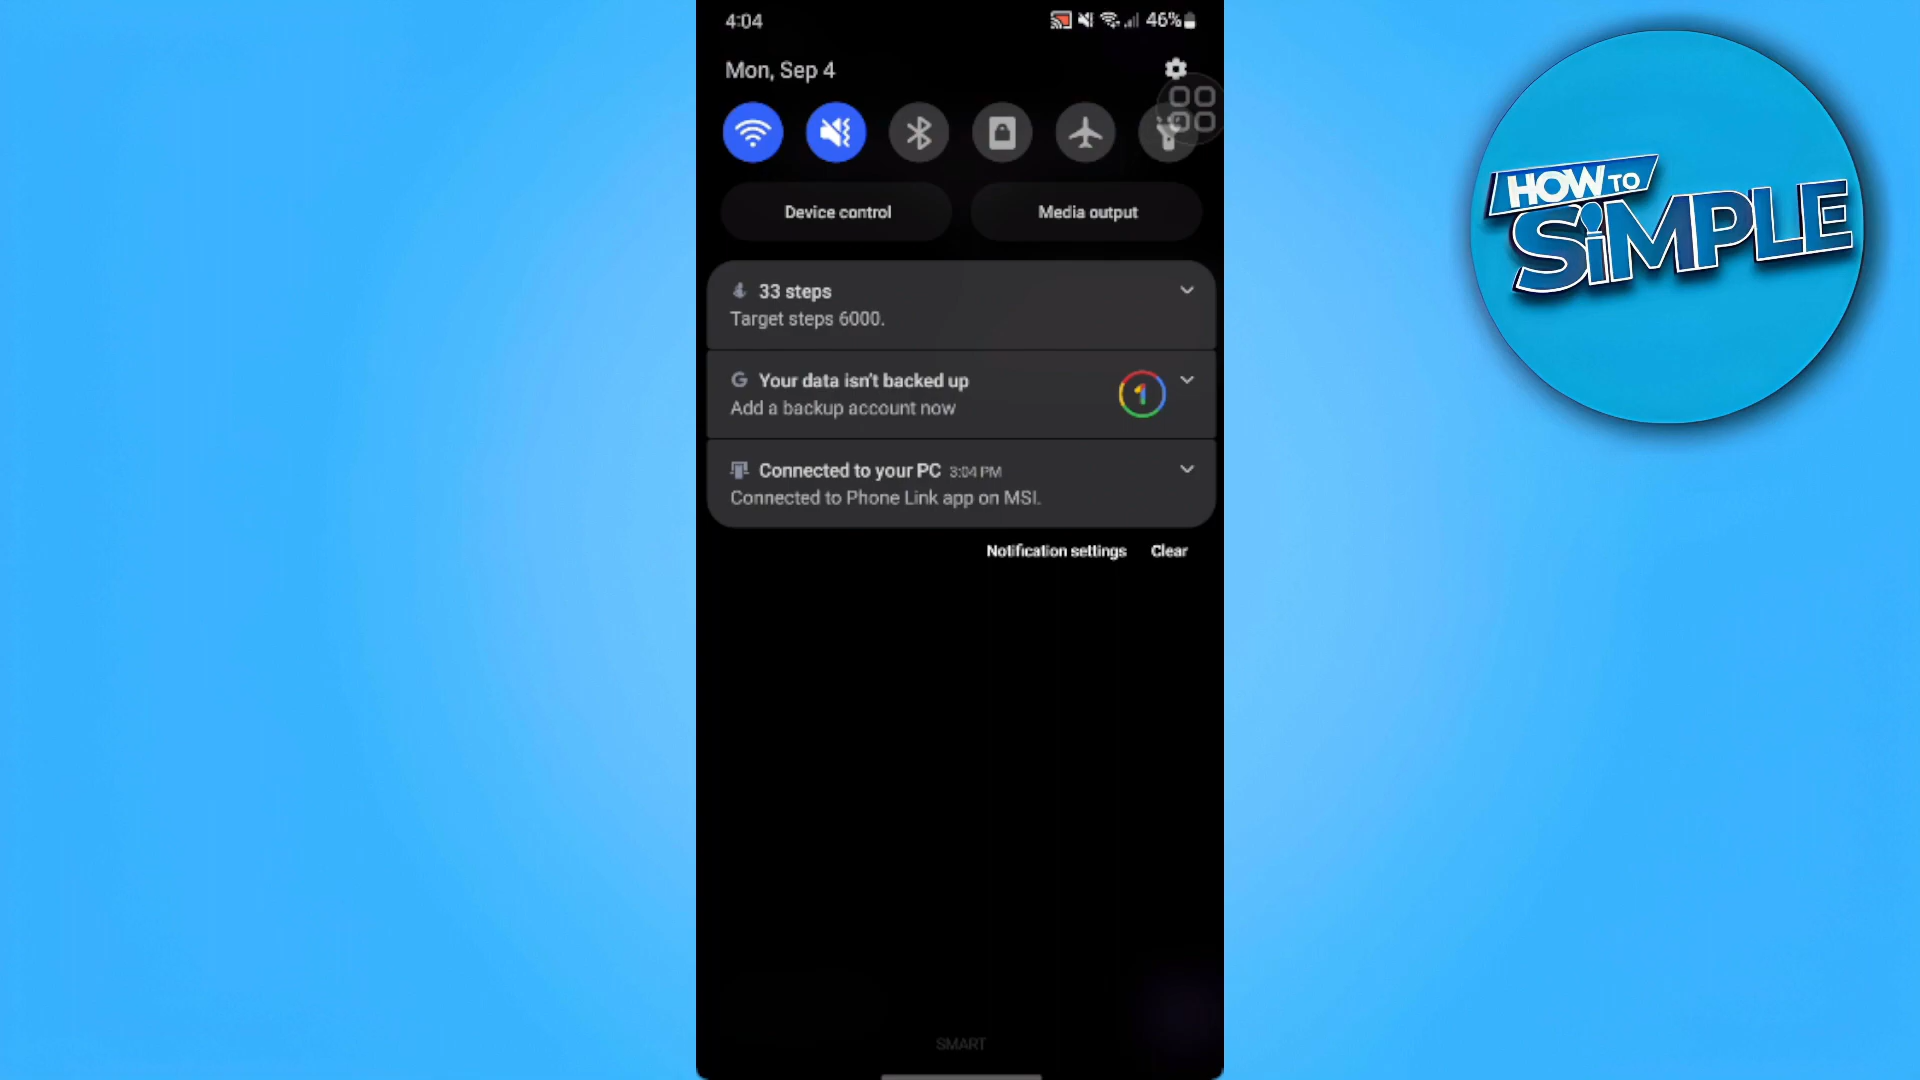 4:04
46%
Mon, Sep 4
Device control
Media output
33 steps
Target steps 6000.
Your data isn't backed up
Add a backup account now
Connected to your PC 3:04 PM
Connected to Phone Link app on MSI.
Notification settings
Clear
SMART
HOW TO
SiMPLE